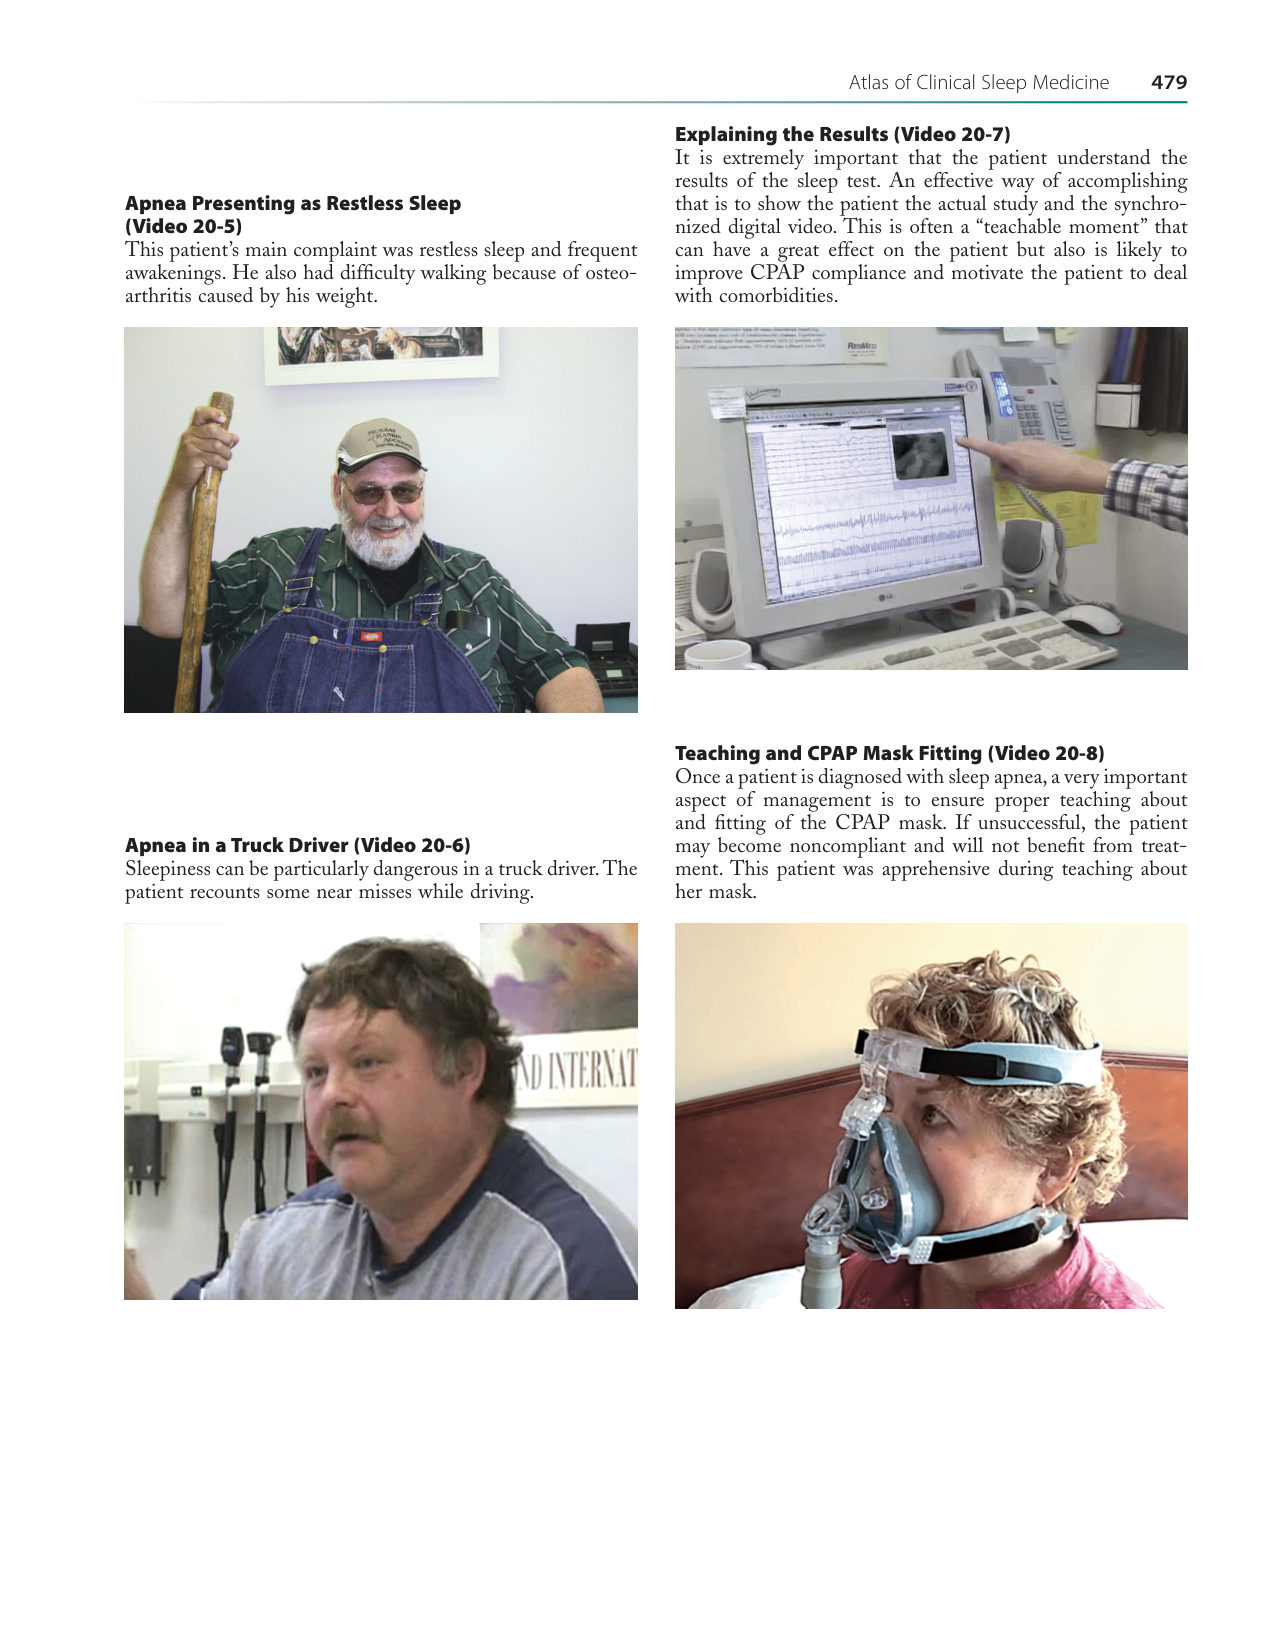 Atlas of Clinical Sleep Medicine 479
Apnea Presenting as Restless Sleep
(Video 20-5)
This patient’s main complaint was restless sleep and frequent
awakenings. He also had difficulty walking because of osteo-
arthritis caused by his weight.
MURRAY
RANKIN
AUCTIONS
Apnea in a Truck Driver (Video 20-6)
Sleepiness can be particularly dangerous in a truck driver. The
patient recounts some near misses while driving.
ND INTERNAT
Explaining the Results (Video 20-7)
It is extremely important that the patient understand the
results of the sleep test. An effective way of accomplishing
that is to show the patient the actual study and the synchro-
nized digital video. This is often a “teachable moment” that
can have a great effect on the patient but also is likely to
improve CPAP compliance and motivate the patient to deal
with comorbidities.
ResMed
LG
Teaching and CPAP Mask Fitting (Video 20-8)
Once a patient is diagnosed with sleep apnea, a very important
aspect of management is to ensure proper teaching about
and fitting of the CPAP mask. If unsuccessful, the patient
may become noncompliant and will not benefit from treat-
ment. This patient was apprehensive during teaching about
her mask.